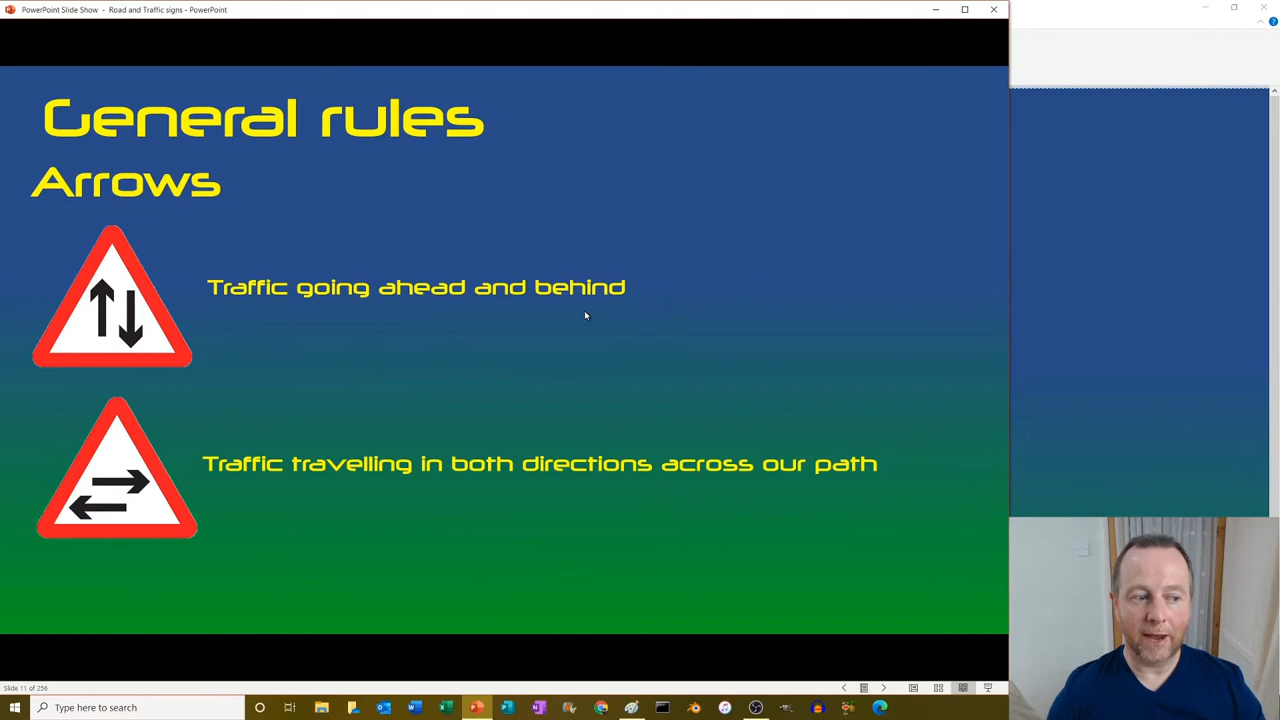 PowerPoint Slide Show - Road and Traffic signs - PowerPoint
General rules
Arrows
Traffic going ahead and behind
Traffic travelling in both directions across our path
Slide 11 of 256
Type here to search